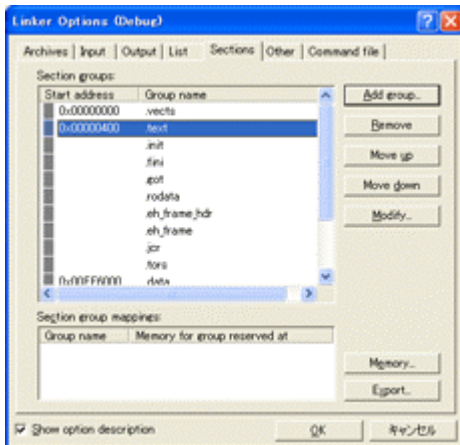 Linker Options (Debug)
Archives Input Output List Sections Other Command file
Section groups:
Start address Group name
0x00000000 .vects
0x00000400 .text
.init
.fini
.got
.rodata
.eh_frame_hdr
.eh_frame
.jcr
.tors
0x00FF6000 .data
Add group...
Remove
Move up
Move down
Modify...
Section group mappings:
Group name Memory for group reserved at
Memory...
Export...
Show option description
OK
キャンセル